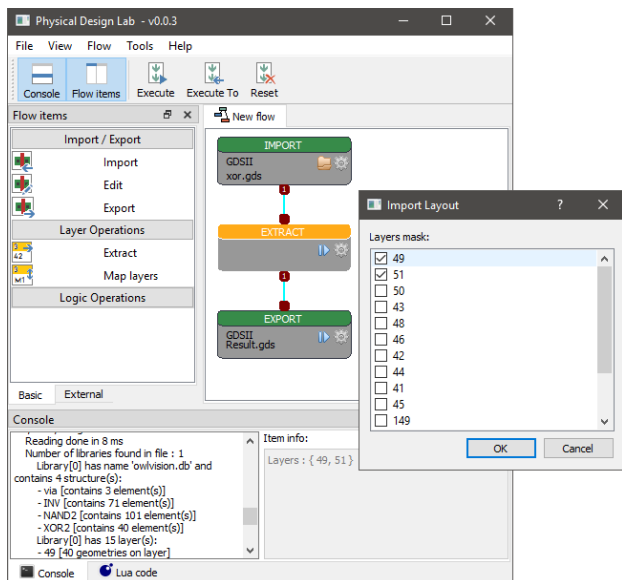 Physical Design Lab - v0.0.3
File View Flow Tools Help
Console Flow items Execute Execute To Reset
Flow items
Import / Export
Import
Edit
Export
Layer Operations
42
Extract
M1
Map layers
Logic Operations
Basic External
New flow
IMPORT
GDSII
xor.gds
1
EXTRACT
1
EXPORT
GDSII
Result.gds
Import Layout ?
Layers mask:
49
51
50
43
48
46
42
44
41
45
149
OK Cancel
Console
Reading done in 8 ms
Number of libraries found in file : 1
Library[0] has name 'owlvision.db' and
contains 4 structure(s):
- via [contains 3 element(s)]
- INV [contains 71 element(s)]
- NAND2 [contains 101 element(s)]
- XOR2 [contains 40 element(s)]
Library[0] has 15 layer(s):
- 49 [40 geometries on layer]
Item info:
Layers : { 49, 51 }
Console Lua code